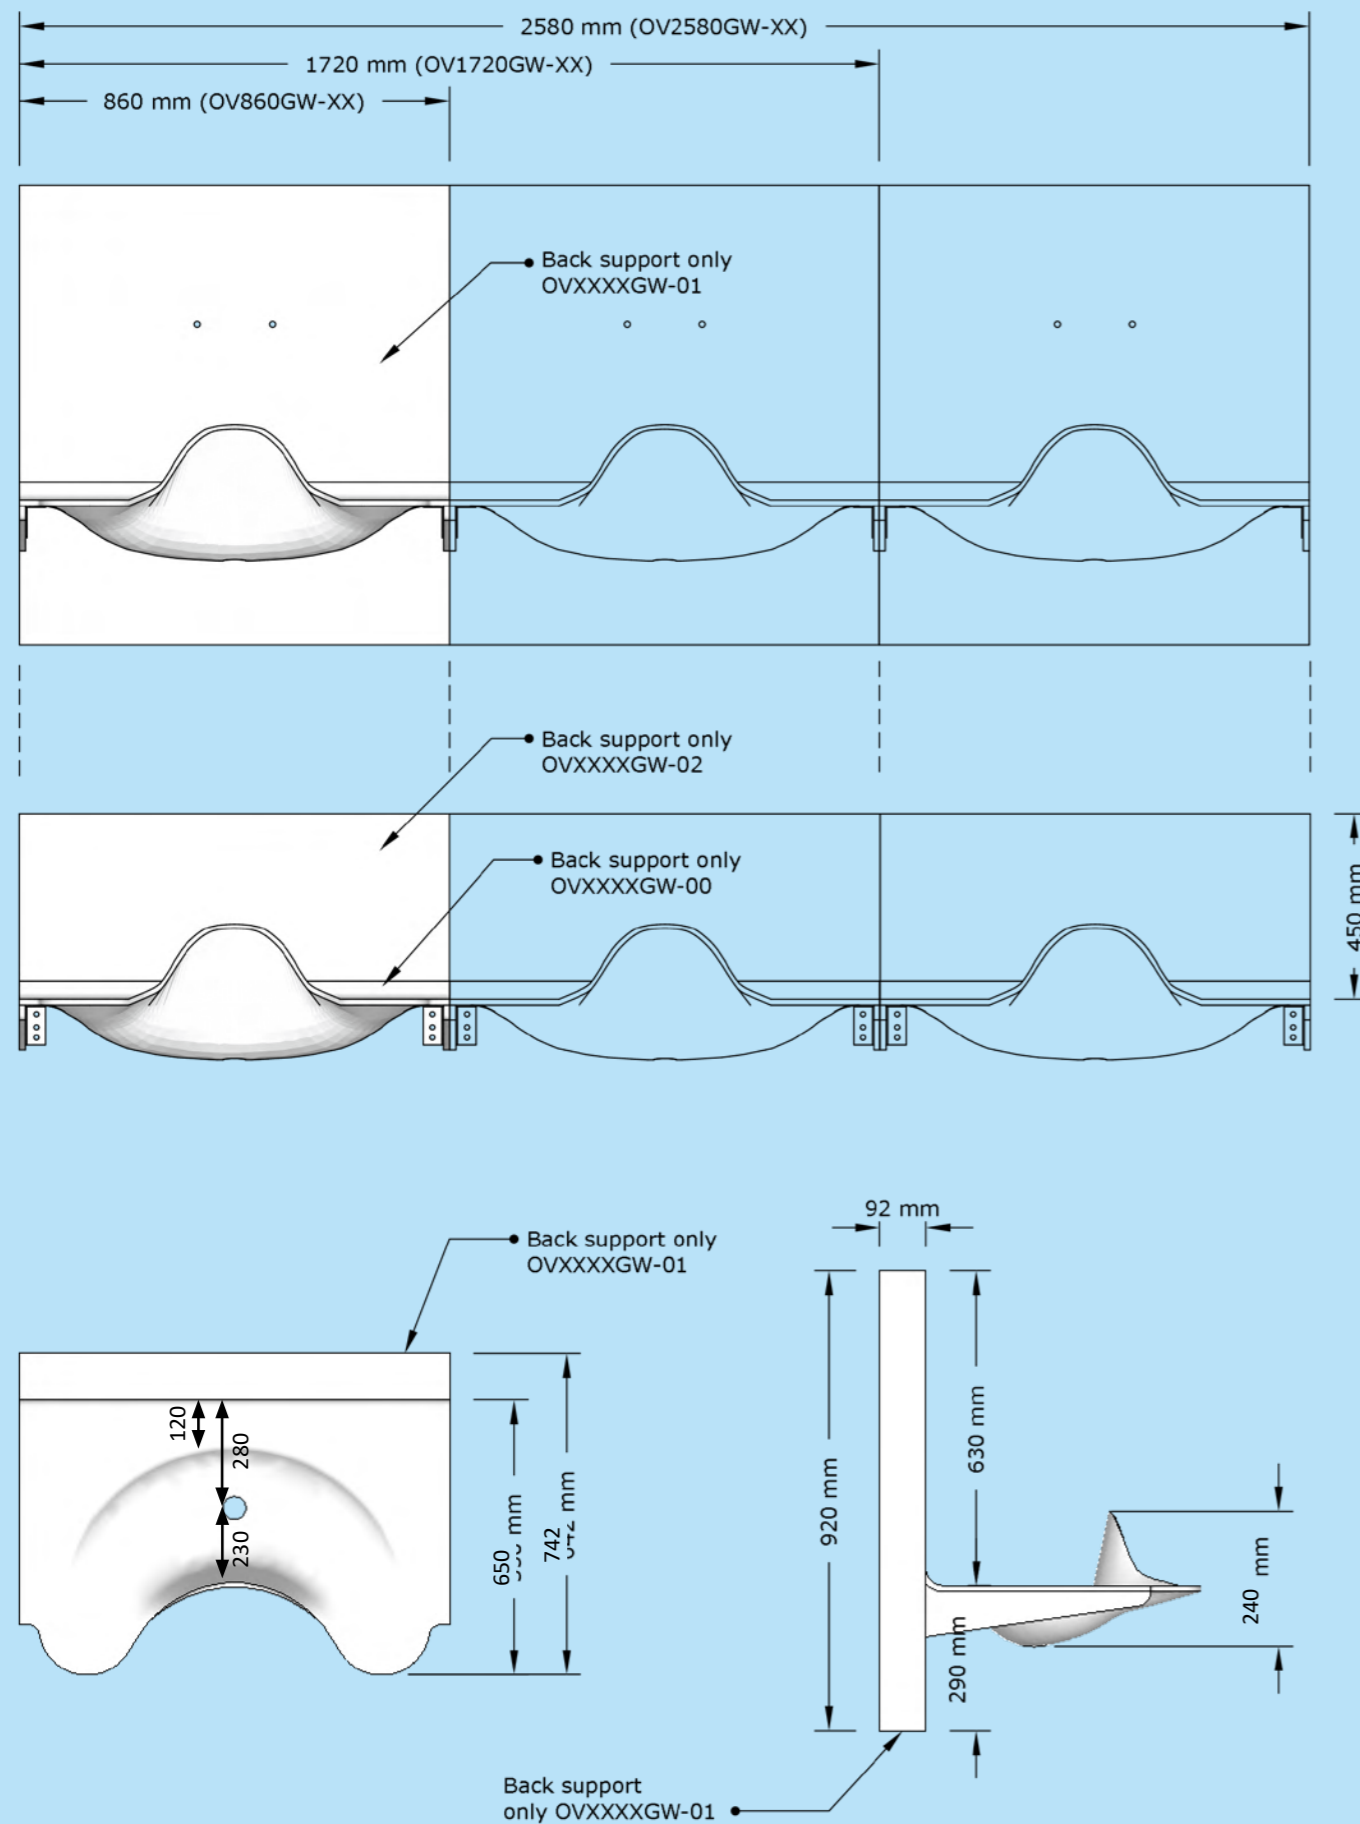 2580 mm (OV2580GW-XX)
1720 mm (OV1720GW-XX)
860 mm (OV860GW-XX)
Back support only
OVXXXXGW-01
Back support only
OVXXXXGW-02
Back support only
OVXXXXGW-00
450 mm
92 mm
Back support only
OVXXXXGW-01
120
280
230
650 mm
742 mm
920 mm
630 mm
290 mm
240 mm
Back support
only OVXXXXGW-01